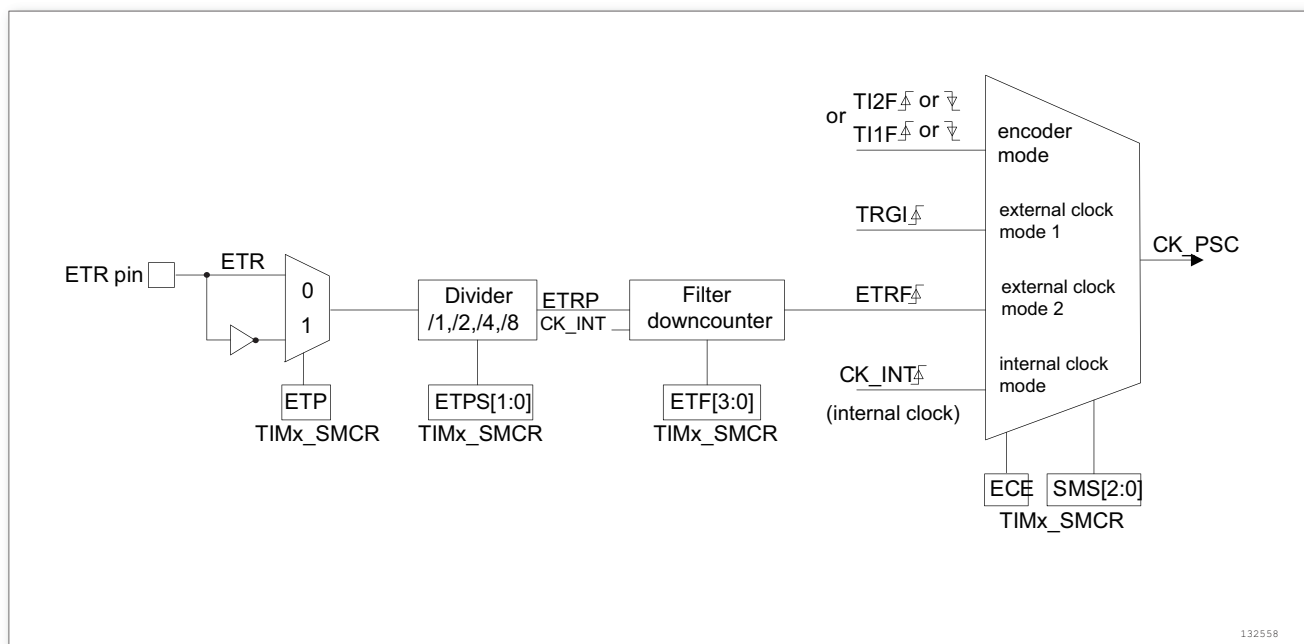 TI2F or
or TI1F or
encoder
mode
TRGI
external clock
mode 1
CK_PSC
ETR pin
ETR
0
1
Divider
/1,/2,/4,/8
ETRP
CK_INT
Filter
downcounter
ETRF
external clock
mode 2
CK_INT
internal clock
mode
(internal clock)
ETP
TIMx_SMCR
ETPS[1:0]
TIMx_SMCR
ETF[3:0]
TIMx_SMCR
ECE
SMS[2:0]
TIMx_SMCR
132558